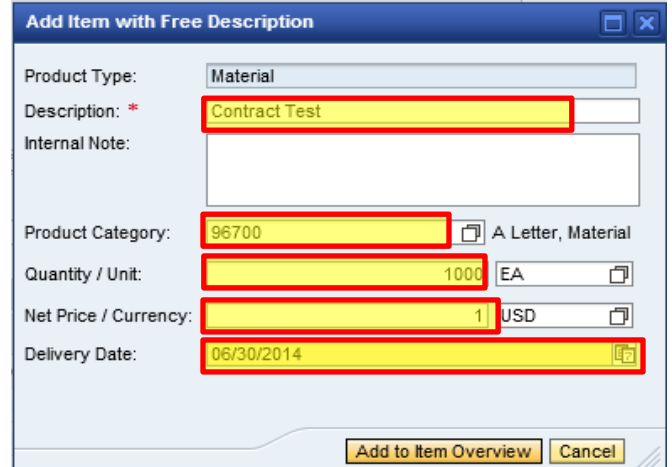 Add Item with Free Description
Product Type: Material
Description: * Contract Test
Internal Note:
Product Category: 96700 A Letter, Material
Quantity / Unit: 1000 EA
Net Price / Currency: 1 USD
Delivery Date: 06/30/2014
Add to Item Overview Cancel